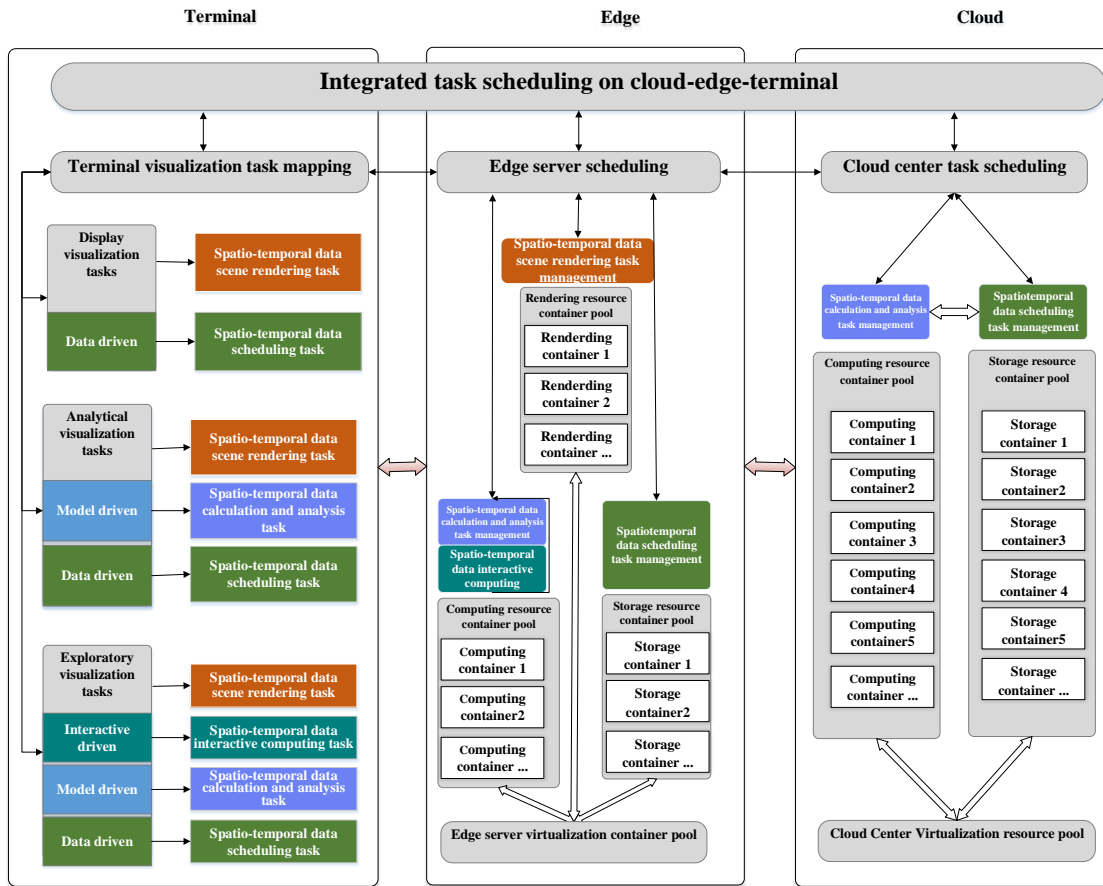 Terminal
Edge
Cloud
Integrated task scheduling on cloud-edge-terminal
Terminal visualization task mapping
Edge server scheduling
Cloud center task scheduling
Display
visualization
tasks
Data driven
Spatio-temporal data
scene rendering task
Spatio-temporal data
scheduling task
Analytical
visualization
tasks
Model driven
Data driven
Spatio-temporal data
scene rendering task
Spatio-temporal data
calculation and analysis
task
Spatio-temporal data
scheduling task
Exploratory
visualization
tasks
Interactive
driven
Model driven
Data driven
Spatio-temporal data
scene rendering task
Spatio-temporal data
interactive computing task
Spatio-temporal data
calculation and analysis
task
Spatio-temporal data
scheduling task
Spatio-temporal data
scene rendering task
management
Rendering resource
container pool
Renderding
container 1
Renderding
container 2
Renderding
container ...
Spatio-temporal data
calculation and analysis
task management
Spatio-temporal
data interactive
computing
Computing resource
container pool
Computing
container 1
Computing
container2
Computing
container ...
Spatiotemporal
data scheduling
task management
Storage resource
container pool
Storage
container 1
Storage
container2
Storage
container ...
Edge server virtualization container pool
Spatio-temporal data
calculation and analysis
task management
Spatiotemporal
data scheduling
task management
Computing resource
container pool
Computing
container 1
Computing
container2
Computing
container 3
Computing
container4
Computing
container5
Computing
container ...
Storage resource
container pool
Storage
container 1
Storage
container2
Storage
container3
Storage
container 4
Storage
container5
Storage
container ...
Cloud Center Virtualization resource pool